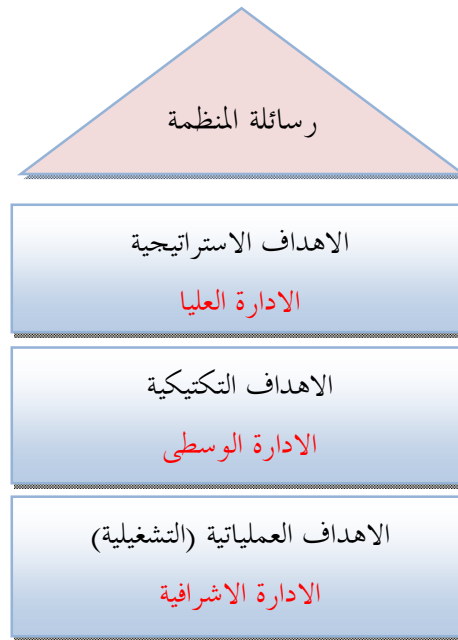 رسائلة المنظمة
الاهداف الاستراتيجية
الادارة العليا
الاهداف التكتيكية
الادارة الوسطى
الاهداف العملياتية (التشغيلية)
الادارة الاشرافية